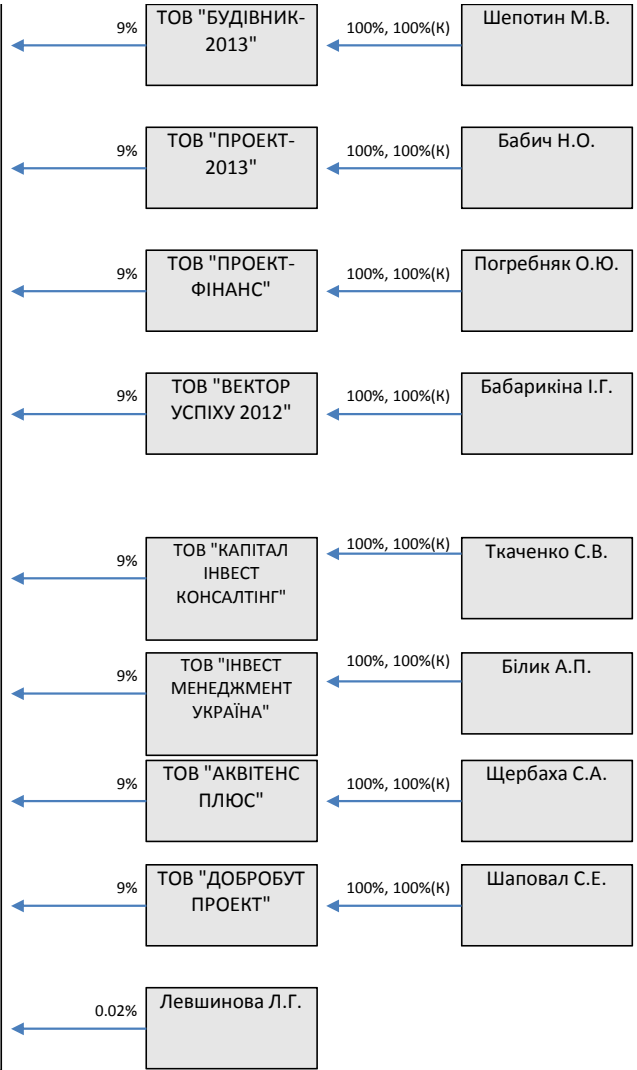 9%
ТОВ "БУДІВНИК-
2013"
100%, 100%(К)
Шепотин М.В.
9%
ТОВ "ПРОЕКТ-
2013"
100%, 100%(К)
Бабич Н.О.
9%
ТОВ "ПРОЕКТ-
ФІНАНС"
100%, 100%(К)
Погребняк О.Ю.
9%
ТОВ "ВЕКТОР
УСПІХУ 2012"
100%, 100%(К)
Бабарикіна І.Г.
9%
ТОВ "КАПІТАЛ
ІНВЕСТ
КОНСАЛТІНГ"
100%, 100%(К)
Ткаченко С.В.
9%
ТОВ "ІНВЕСТ
МЕНЕДЖМЕНТ
УКРАЇНА"
100%, 100%(К)
Білик А.П.
9%
ТОВ "АКВІТЕНС
ПЛЮС"
100%, 100%(К)
Щербаха С.А.
9%
ТОВ "ДОБРОБУТ
ПРОЕКТ"
100%, 100%(К)
Шаповал С.Е.
0.02%
Левшинова Л.Г.